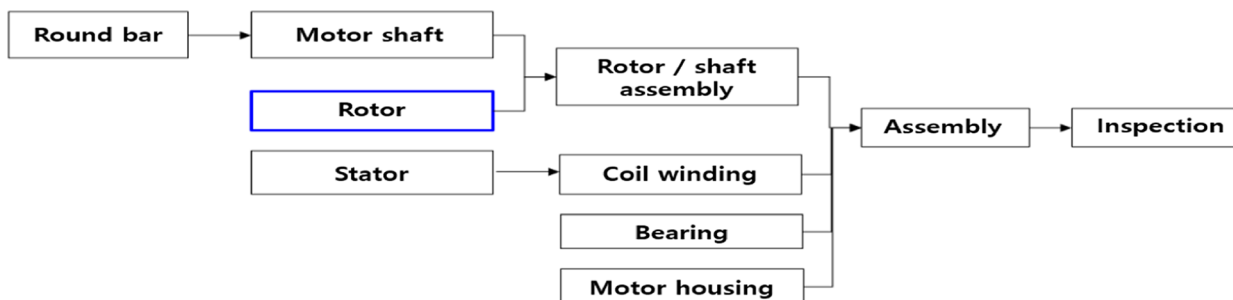 Round bar
Motor shaft
Rotor / shaft
assembly
Rotor
Assembly
Inspection
Stator
Coil winding
Bearing
Motor housing